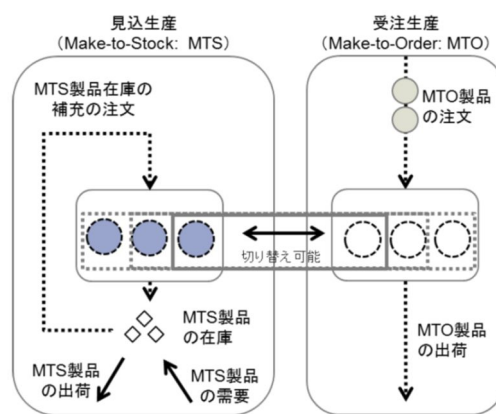 見込生産
(Make-to-Stock: MTS)
受注生産
(Make-to-Order: MTO)
MTS製品在庫の
補充の注文
MTO製品
の注文
切り替え可能
MTS製品
の在庫
MTS製品
の出荷
MTS製品
の需要
MTO製品
の出荷